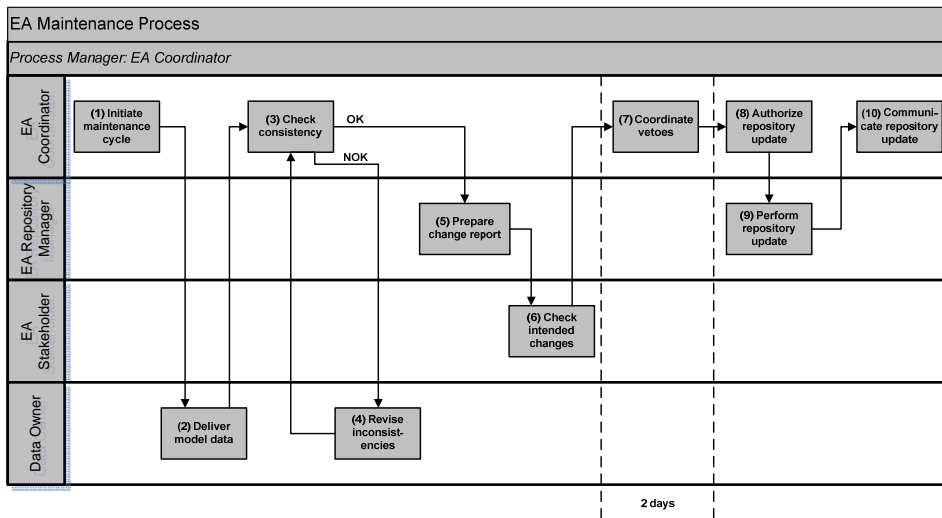 EA Maintenance Process
Process Manager: EA Coordinator
EA
Coordinator
(1) Initiate
maintenance
cycle
(3) Check
consistency
OK
NOK
(7) Coordinate
vetoes
(8) Authorize
repository
update
(10) Communi-
cate repository
update
EA Repository
Manager
(5) Prepare
change report
(9) Perform
repository
update
EA
Stakeholder
(6) Check
intended
changes
Data Owner
(2) Deliver
model data
(4) Revise
inconsist-
encies
2 days